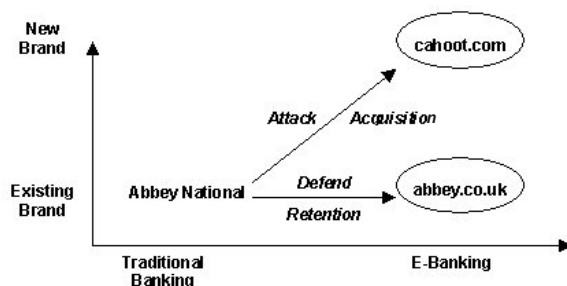 New
Brand
cahoot.com
Attack Acquisition
Existing
Brand
Abbey National
Defend
Retention
abbey.co.uk
Traditional
Banking
E-Banking